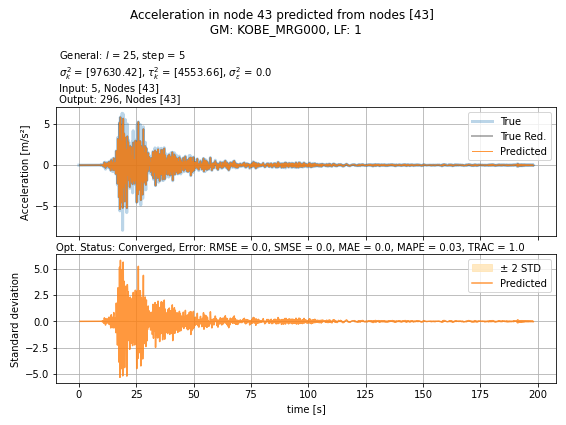 Acceleration in node 43 predicted from nodes [43]
GM: KOBE_MRG000, LF: 1
General: l = 25, step = 5
σ²ₖ = [97630.42], τ²ₖ = [4553.66], σ²ε = 0.0
Input: 5, Nodes [43]
Output: 296, Nodes [43]
Acceleration [m/s²]
5
0
−5
True
True Red.
Predicted
Opt. Status: Converged, Error: RMSE = 0.0, SMSE = 0.0, MAE = 0.0, MAPE = 0.03, TRAC = 1.0
Standard deviation
5.0
2.5
0.0
−2.5
−5.0
± 2 STD
Predicted
0 25 50 75 100 125 150 175 200
time [s]